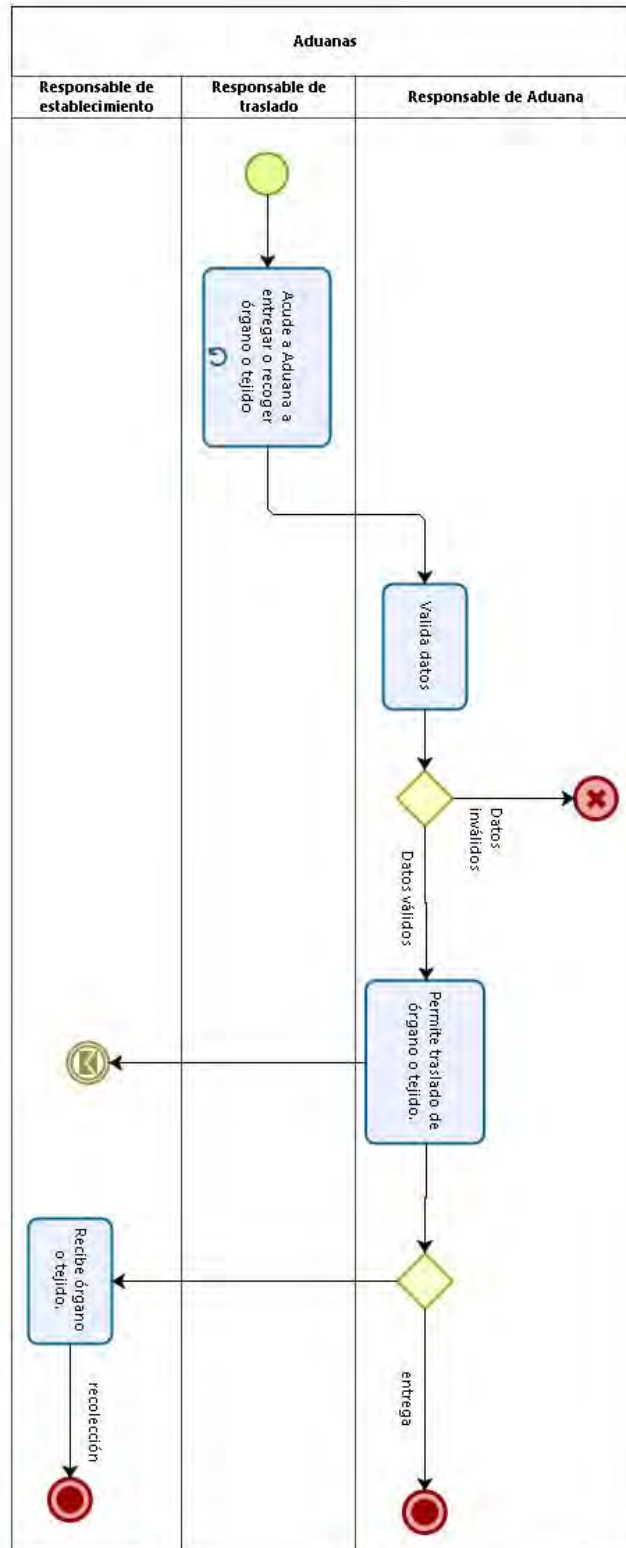 Aduanas
Responsable de
establecimiento
Responsable de
traslado
Responsable de Aduana
Acude a Aduana a
entregar o recoger
órgano o tejido
Valida datos
Datos
inválidos
Datos válidos
Permite traslado de
órgano o tejido.
Recibe órgano
o tejido.
entrega
recolección